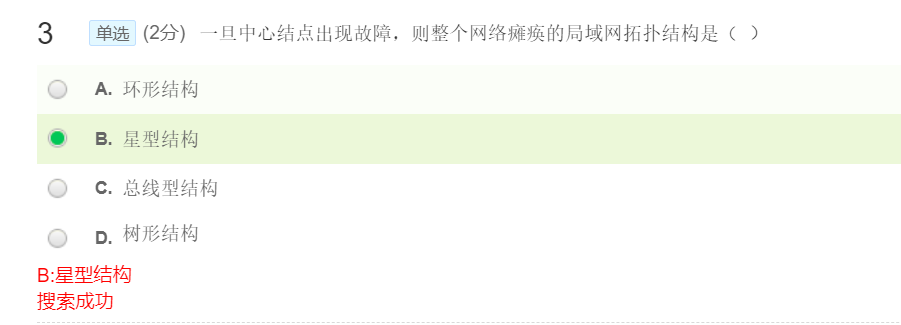 3 单选 (2分) 一旦中心结点出现故障，则整个网络瘫痪的局域网拓扑结构是（ ）
A. 环形结构
B. 星型结构
C. 总线型结构
D. 树形结构
B:星型结构
搜索成功